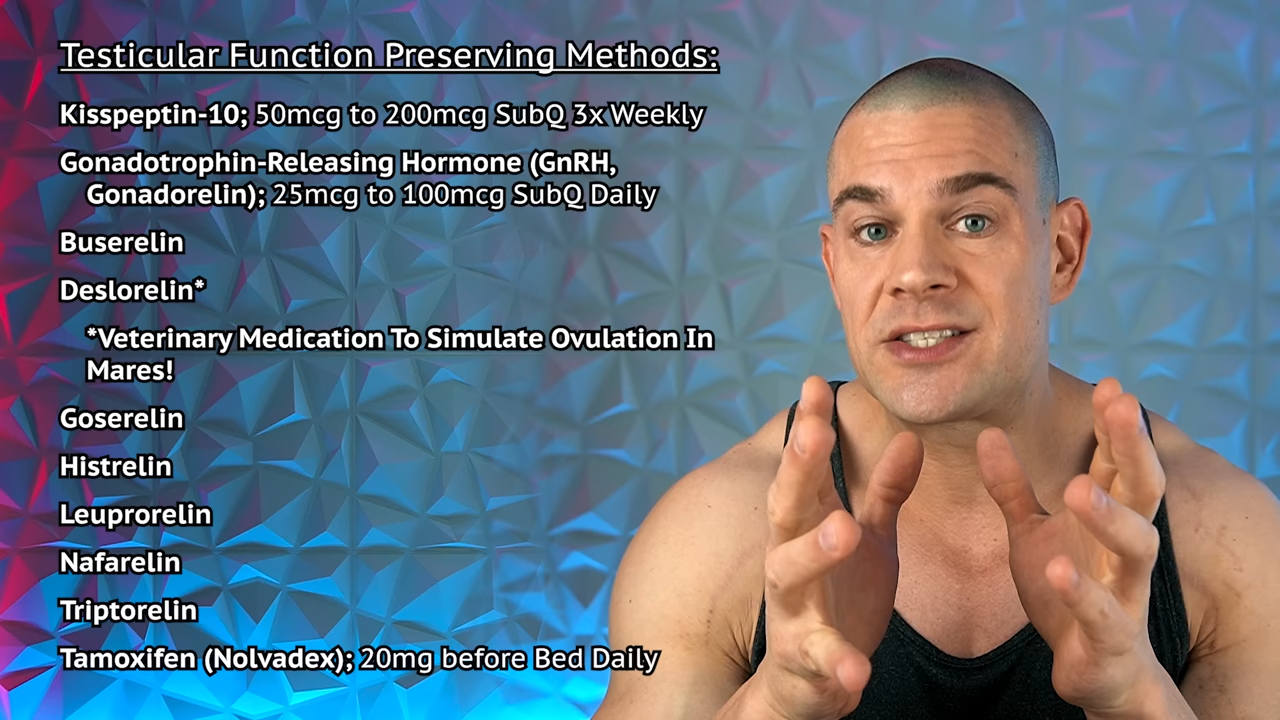 Testicular Function Preserving Methods:
Kisspeptin-10; 50mcg to 200mcg SubQ 3x Weekly
Gonadotrophin-Releasing Hormone (GnRH,
Gonadorelin); 25mcg to 100mcg SubQ Daily
Buserelin
Deslorelin*
*Veterinary Medication To Simulate Ovulation In
Mares!
Goserelin
Histrelin
Leuprorelin
Nafarelin
Triptorelin
Tamoxifen (Nolvadex); 20mg before Bed Daily